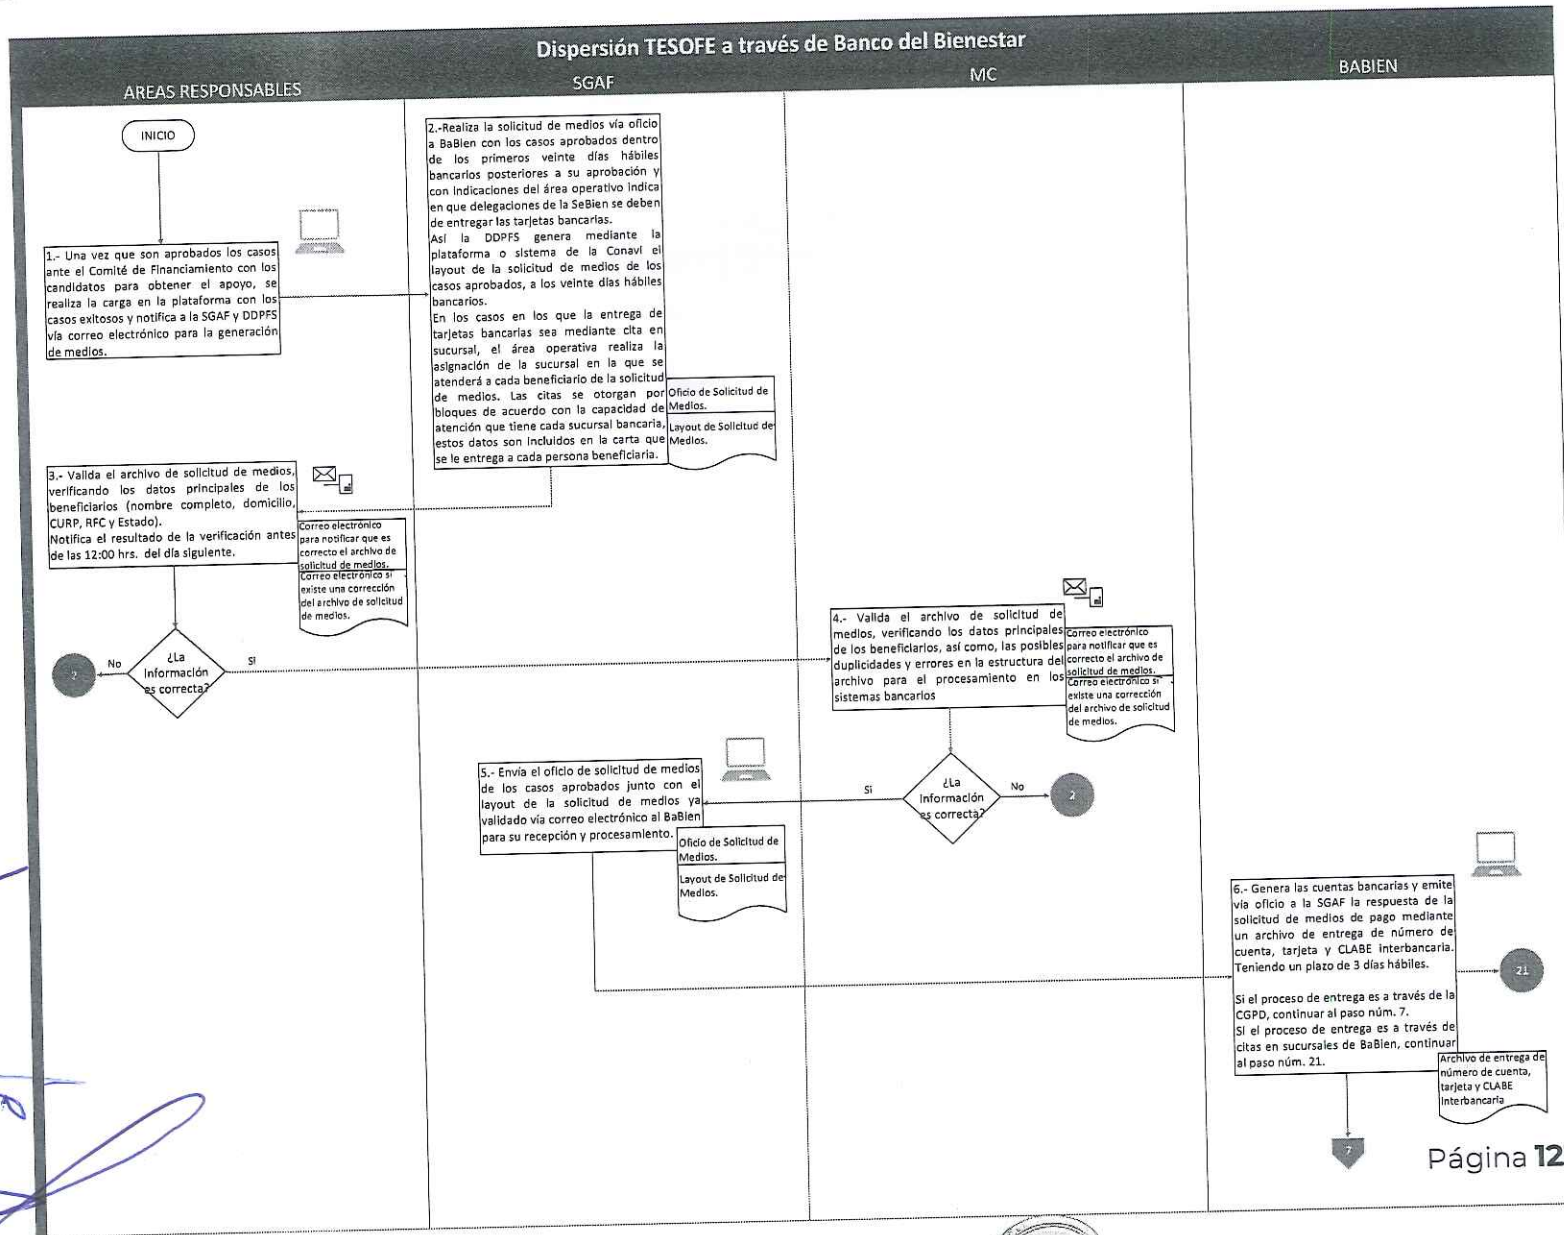 Dispersión TESOFE a través de Banco del Bienestar
AREAS RESPONSABLES
SGAF
MC
BABIEN
INICIO
1.- Una vez que son aprobados los casos
ante el Comité de Financiamiento con los
candidatos para obtener el apoyo, se
realiza la carga en la plataforma con los
casos exitosos y notifica a la SGAF y DDPFS
vía correo electrónico para la generación
de medios.
2.-Realiza la solicitud de medios vía oficio
a BaBien con los casos aprobados dentro
de los primeros veinte días hábiles
bancarios posteriores a su aprobación y
con indicaciones del área operativo indica
en que delegaciones de la SeBien se deben
de entregar las tarjetas bancarias.
Así la DDPFS genera mediante la
plataforma o sistema de la Conavi el
layout de la solicitud de medios de los
casos aprobados, a los veinte días hábiles
bancarios.
En los casos en los que la entrega de
tarjetas bancarias sea mediante cita en
sucursal, el área operativa realiza la
asignación de la sucursal en la que se
atenderá a cada beneficiario de la solicitud
de medios. Las citas se otorgan por
bloques de acuerdo con la capacidad de
atención que tiene cada sucursal bancaria,
estos datos son incluidos en la carta que
se le entrega a cada persona beneficiaria.
Oficio de Solicitud de
Medios.
Layout de Solicitud de
Medios.
3.- Valida el archivo de solicitud de medios,
verificando los datos principales de los
beneficiarios (nombre completo, domicilio,
CURP, RFC y Estado).
Notifica el resultado de la verificación antes
de las 12:00 hrs. del día siguiente.
Correo electrónico
para notificar que es
correcto el archivo de
solicitud de medios.
Correo electrónico si
existe una corrección
del archivo de solicitud
de medios.
¿La
Información
es correcta?
No
Si
2
4.- Valida el archivo de solicitud de
medios, verificando los datos principales
de los beneficiarios, así como, las posibles
duplicidades y errores en la estructura del
archivo para el procesamiento en los
sistemas bancarios
Correo electrónico
para notificar que es
correcto el archivo de
solicitud de medios.
Correo electrónico si
existe una corrección
del archivo de solicitud
de medios.
¿La
Información
es correcta?
Si
No
2
5.- Envía el oficio de solicitud de medios
de los casos aprobados junto con el
layout de la solicitud de medios ya
validado vía correo electrónico al BaBien
para su recepción y procesamiento.
Oficio de Solicitud de
Medios.
Layout de Solicitud de
Medios.
6.- Genera las cuentas bancarias y emite
vía oficio a la SGAF la respuesta de la
solicitud de medios de pago mediante
un archivo de entrega de número de
cuenta, tarjeta y CLABE interbancaria.
Teniendo un plazo de 3 días hábiles.
Si el proceso de entrega es a través de la
CGPD, continuar al paso núm. 7.
Si el proceso de entrega es a través de
citas en sucursales de BaBien, continuar
al paso núm. 21.
21
Archivo de entrega de
número de cuenta,
tarjeta y CLABE
Interbancaria
7
Página 12